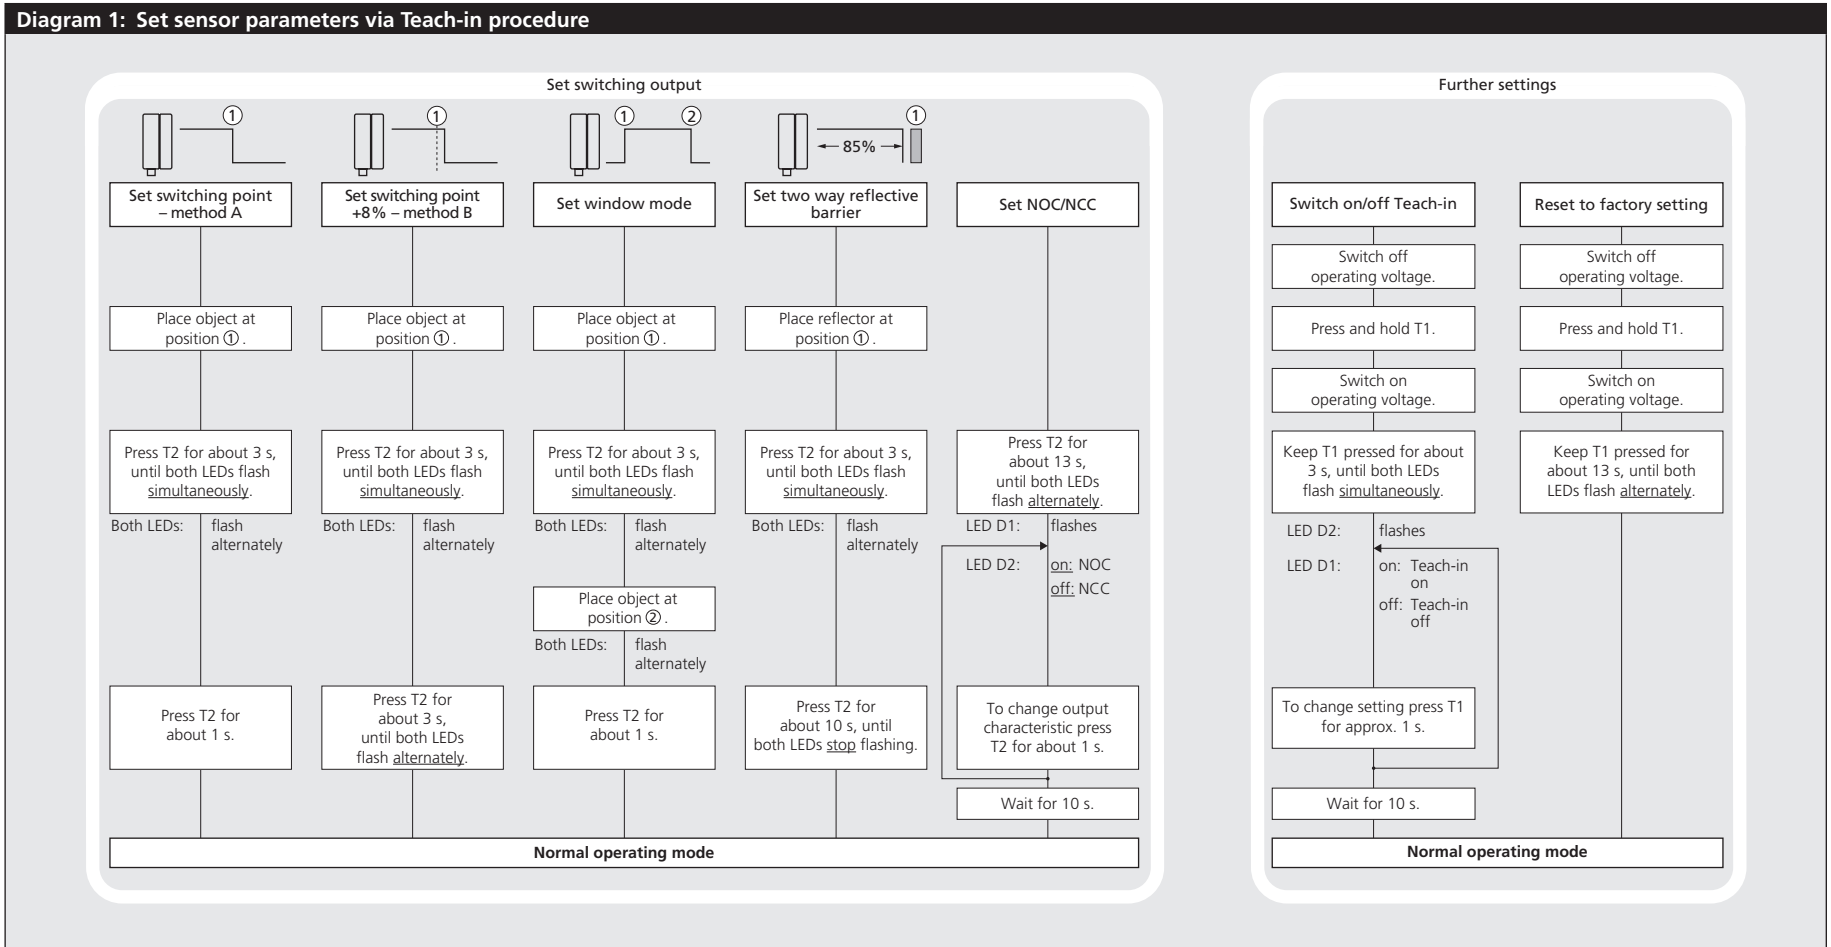 Diagram 1: Set sensor parameters via Teach-in procedure
Set switching output
①
①
①
②
85%
①
Set switching point
– method A
Place object at
position ①.
Press T2 for about 3 s,
until both LEDs flash
simultaneously.
Both LEDs: flash
alternately
Press T2 for
about 1 s.
Set switching point
+8% – method B
Place object at
position ①.
Press T2 for about 3 s,
until both LEDs flash
simultaneously.
Both LEDs: flash
alternately
Press T2 for
about 3 s,
until both LEDs
flash alternately.
Set window mode
Place object at
position ①.
Press T2 for about 3 s,
until both LEDs flash
simultaneously.
Both LEDs: flash
alternately
Place object at
position ②.
Both LEDs: flash
alternately
Press T2 for
about 1 s.
Set two way reflective
barrier
Place reflector at
position ①.
Press T2 for about 3 s,
until both LEDs flash
simultaneously.
Both LEDs: flash
alternately
Press T2 for
about 10 s, until
both LEDs stop flashing.
Set NOC/NCC
Press T2 for
about 13 s,
until both LEDs
flash alternately.
LED D1: flashes
LED D2: on: NOC
off: NCC
To change output
characteristic press
T2 for about 1 s.
Wait for 10 s.
Normal operating mode
Further settings
Switch on/off Teach-in
Switch off
operating voltage.
Press and hold T1.
Switch on
operating voltage.
Keep T1 pressed for about
3 s, until both LEDs
flash simultaneously.
LED D2: flashes
LED D1: on: Teach-in
on
off: Teach-in
off
To change setting press T1
for approx. 1 s.
Wait for 10 s.
Reset to factory setting
Switch off
operating voltage.
Press and hold T1.
Switch on
operating voltage.
Keep T1 pressed for
about 13 s, until both
LEDs flash alternately.
Normal operating mode